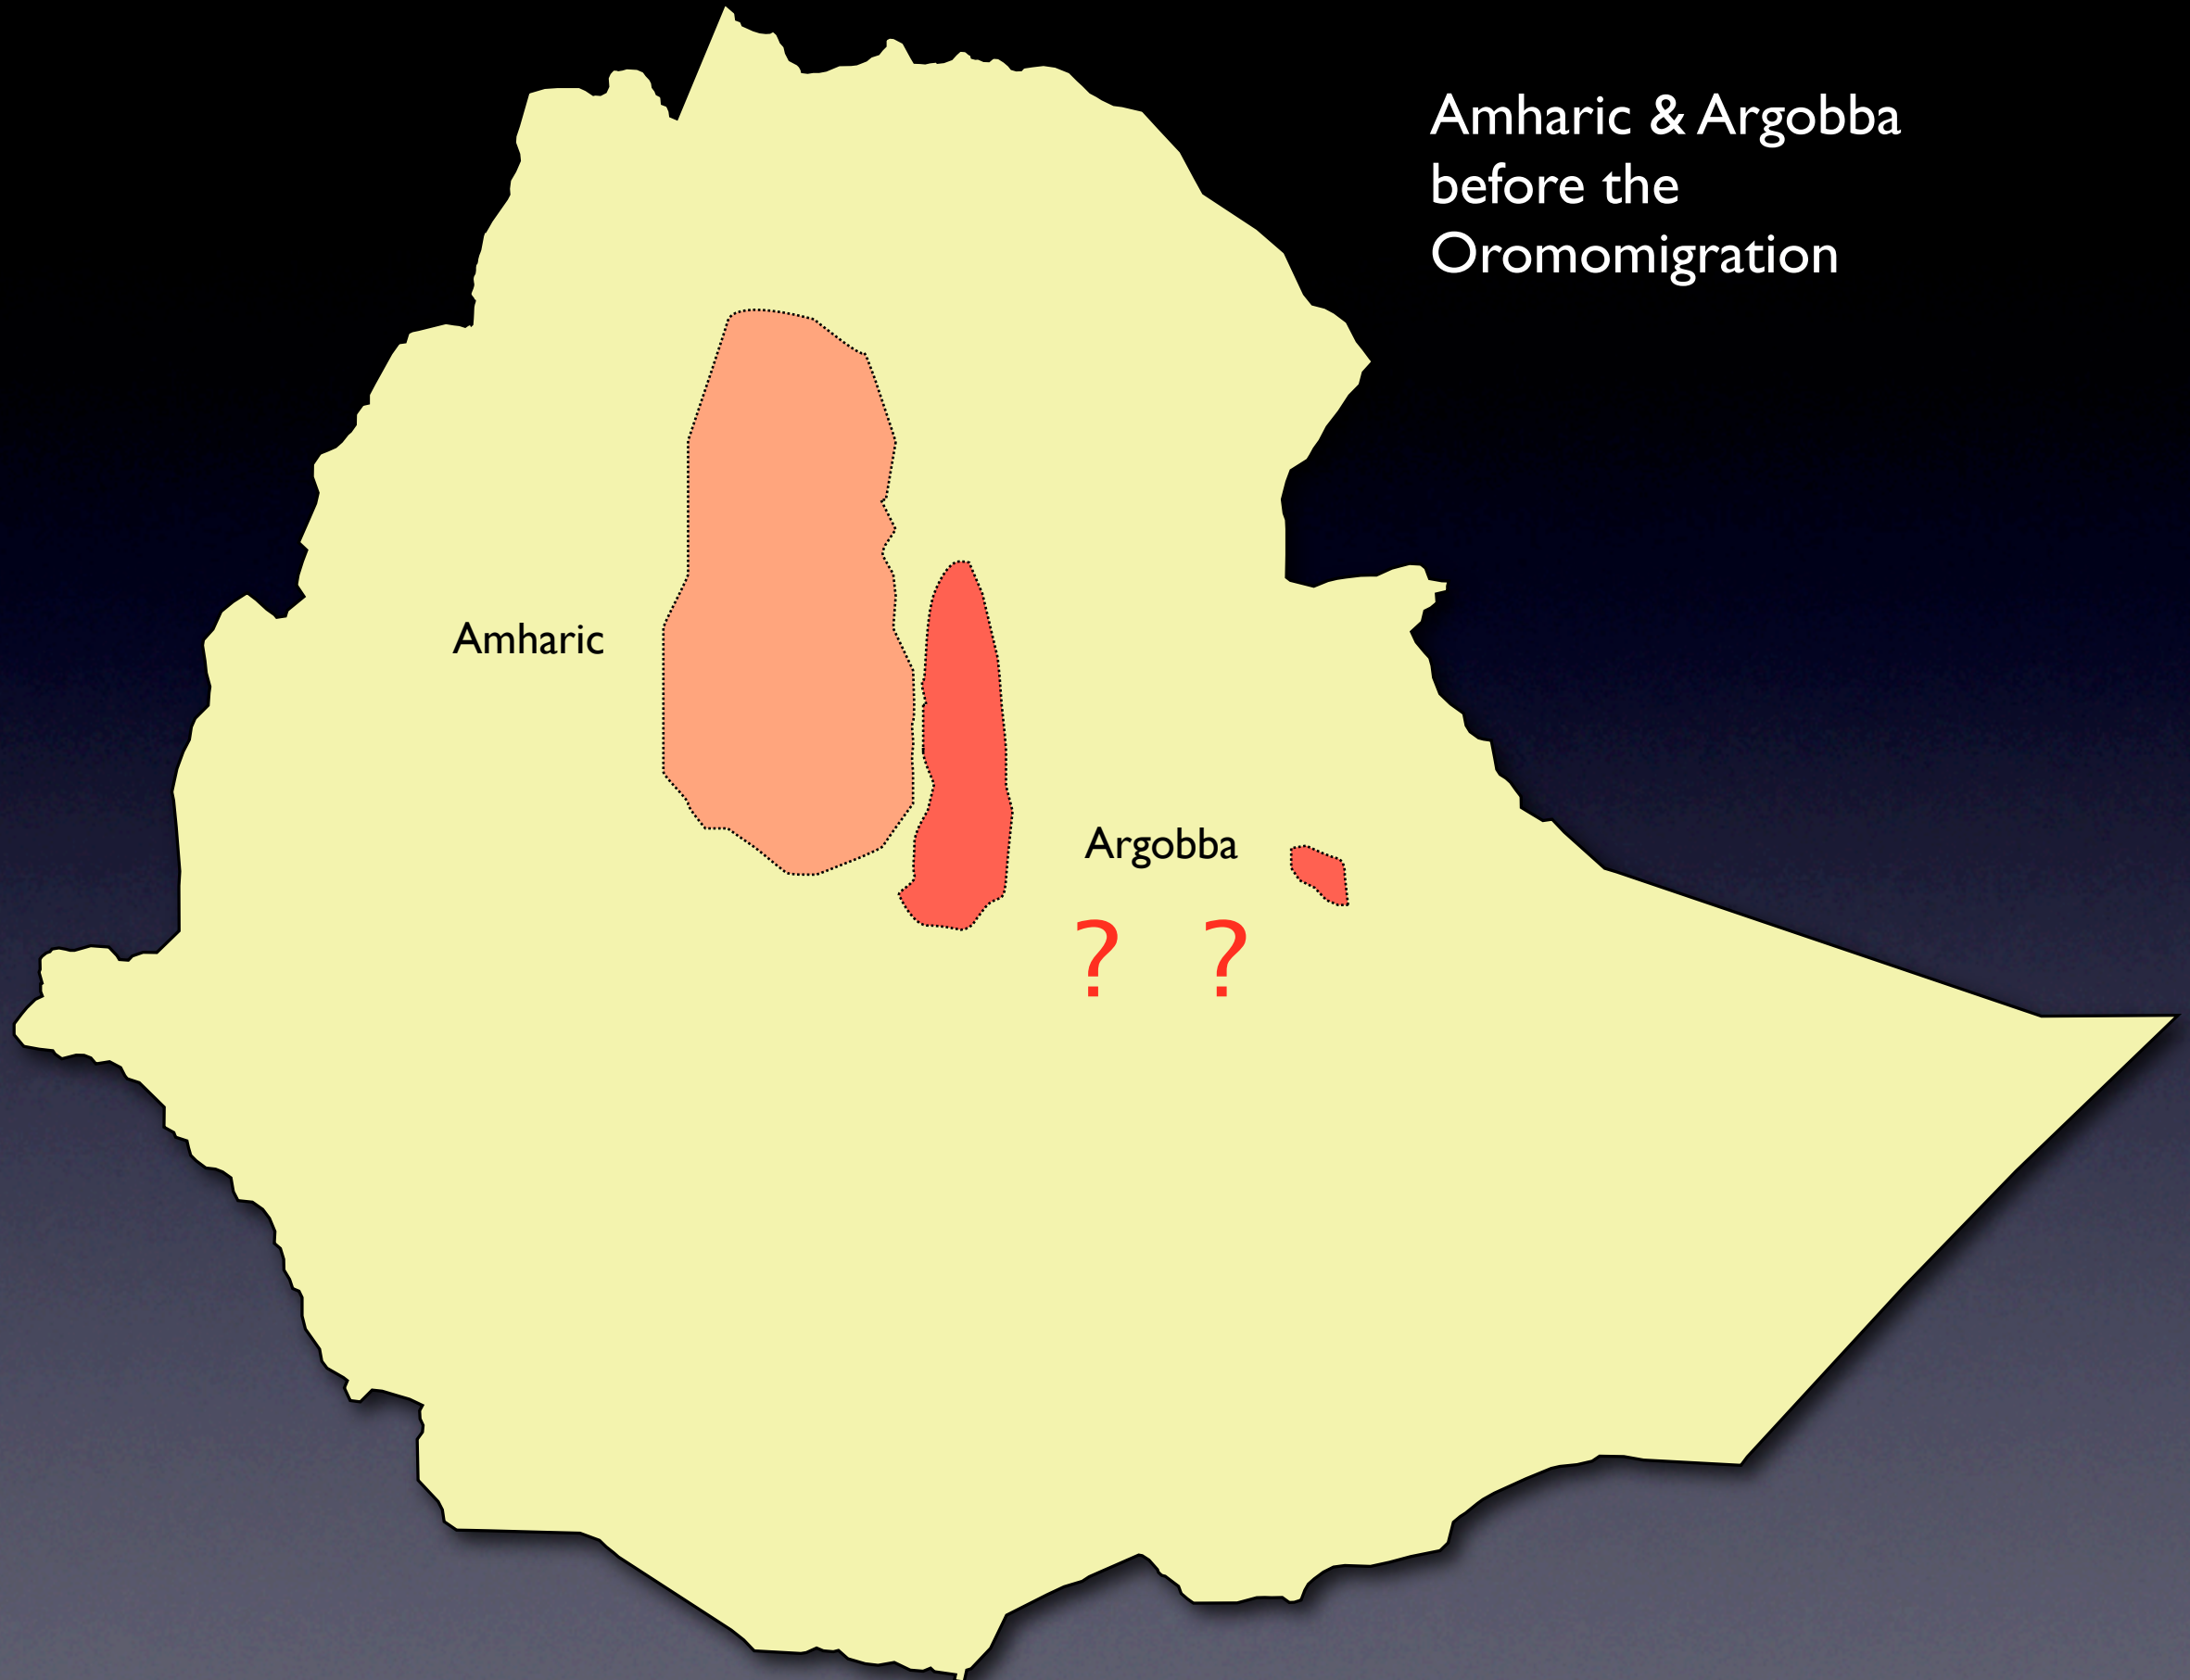 Amharic & Argobba
before the
Oromomigration
Amharic
Argobba
? ?